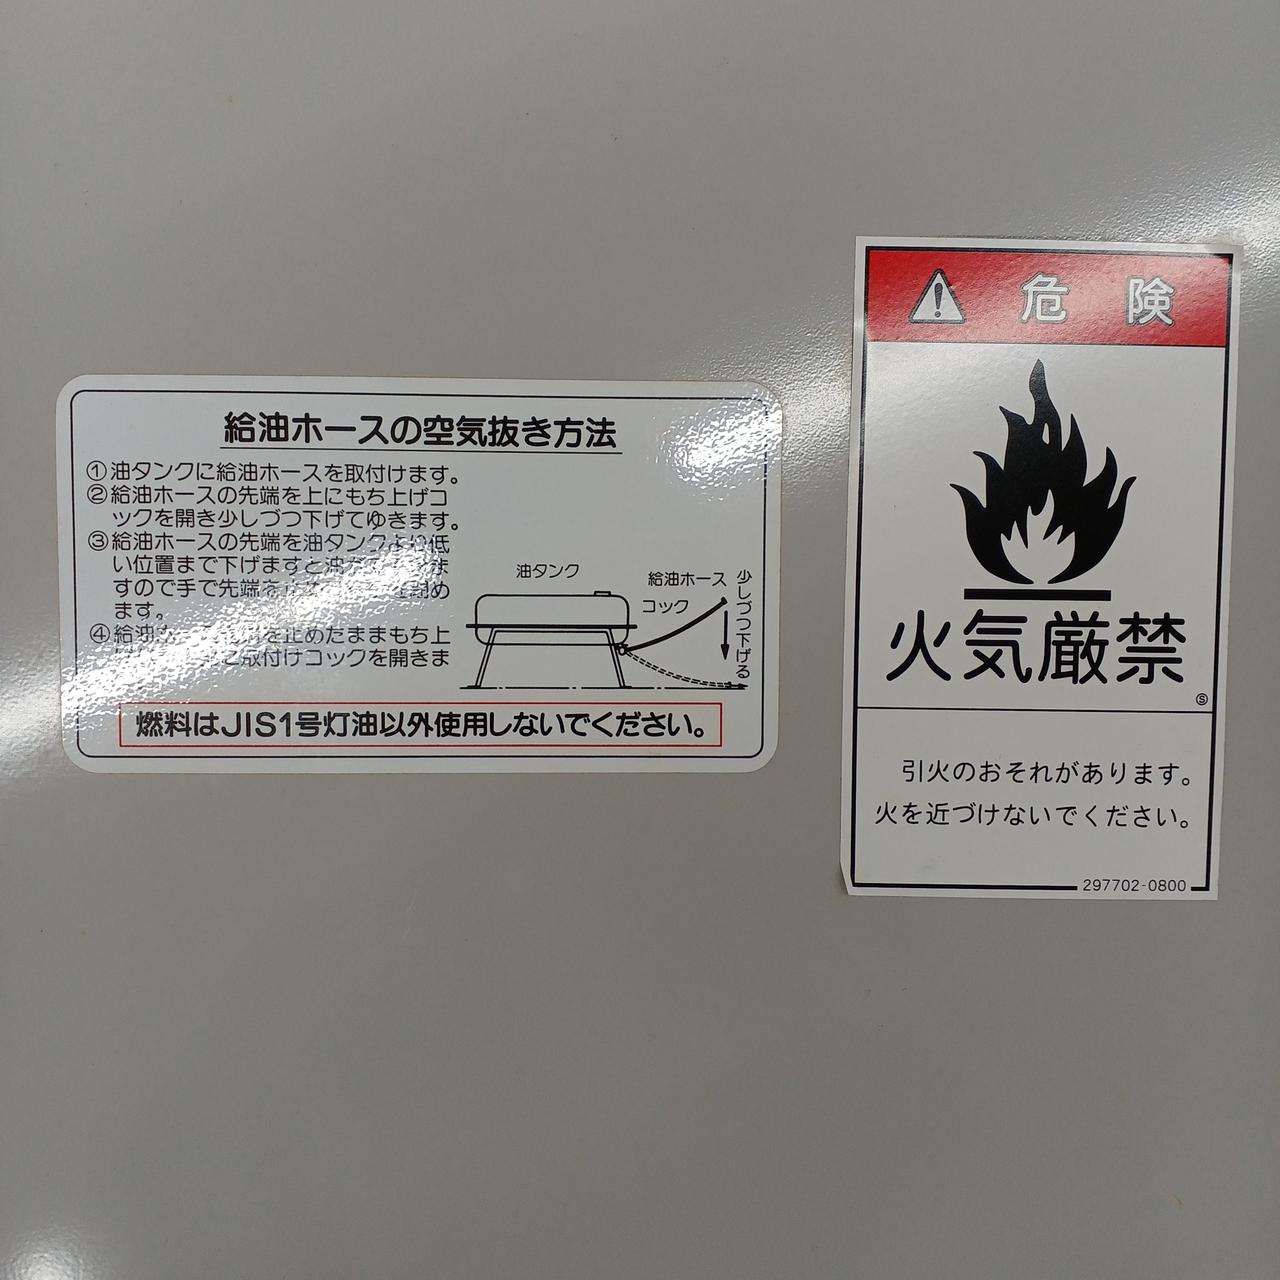 給油ホースの空気抜き方法
①油タンクに給油ホースを取付けます。
②給油ホースの先端を上にもち上げコ
ックを開き少しづつ下げてゆきます。
③給油ホースの先端を油タンクより低
い位置まで下げますと油が
すので手で先端を
ます。
④給油 を止めたままもち上
に取付けコックを開きま
油タンク
給油ホース
コック
少しづつ下げる
燃料はJIS1号灯油以外使用しないでください。
危険
火気厳禁
Ⓢ
引火のおそれがあります。
火を近づけないでください。
297702-0800